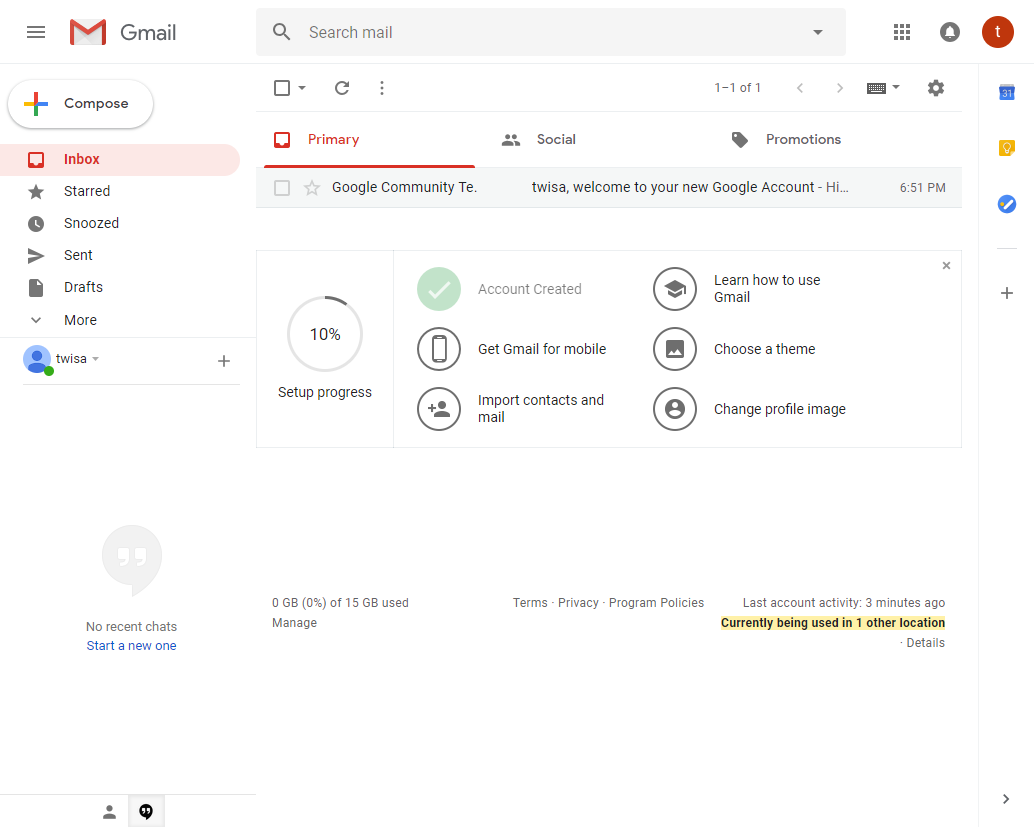 Gmail
Search mail
t
Compose
1–1 of 1
31
Inbox
Primary
Social
Promotions
Starred
Google Community Te. twisa, welcome to your new Google Account - Hi… 6:51 PM
Snoozed
Sent
Drafts
More
twisa
10%
Setup progress
Account Created
Learn how to use
Gmail
Get Gmail for mobile
Choose a theme
Import contacts and
mail
Change profile image
No recent chats
Start a new one
0 GB (0%) of 15 GB used
Manage
Terms · Privacy · Program Policies
Last account activity: 3 minutes ago
Currently being used in 1 other location
· Details